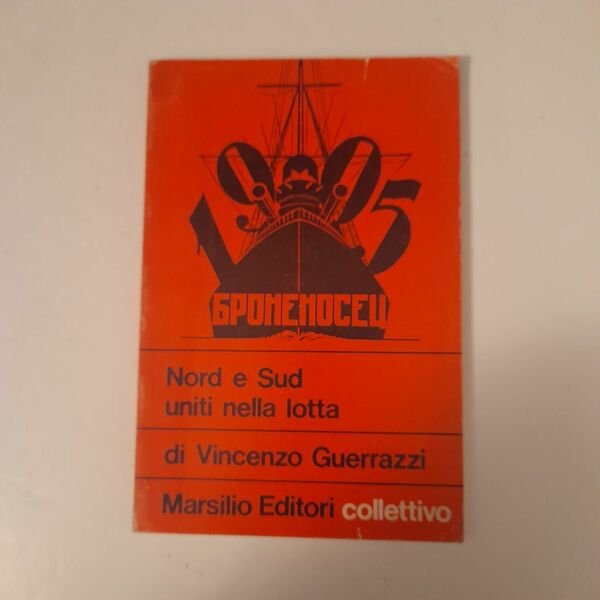 1905
БРОНЕНОСЕЦ
Nord e Sud
uniti nella lotta
di Vincenzo Guerrazzi
Marsilio Editori collettivo